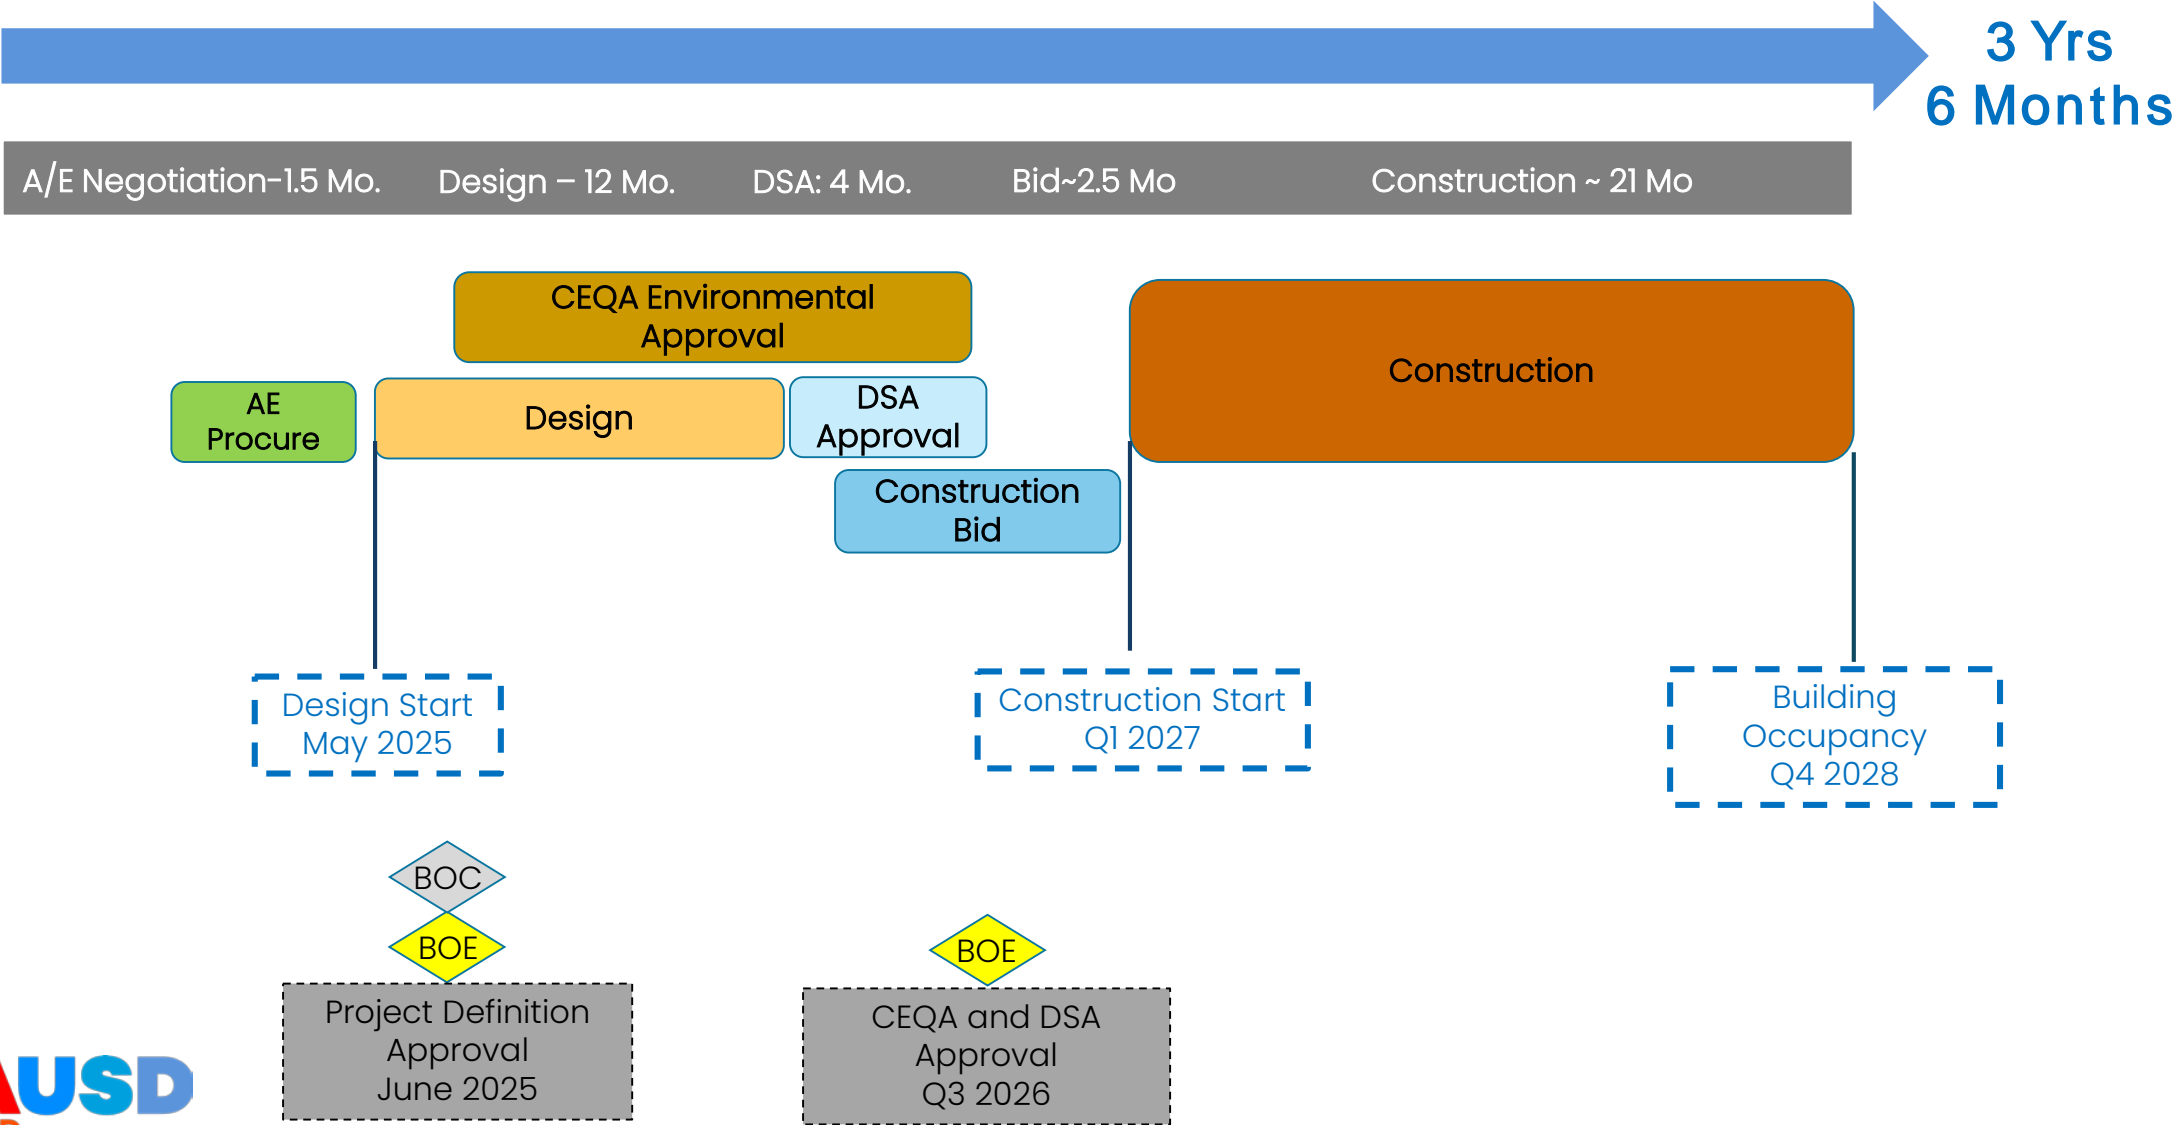 3 Yrs
6 Months
A/E Negotiation-1.5 Mo.
Design – 12 Mo.
DSA: 4 Mo.
Bid~2.5 Mo
Construction ~ 21 Mo
CEQA Environmental
Approval
Construction
AE
Procure
Design
DSA
Approval
Construction
Bid
Design Start
May 2025
Construction Start
Q1 2027
Building
Occupancy
Q4 2028
BOC
BOE
BOE
Project Definition
Approval
June 2025
CEQA and DSA
Approval
Q3 2026
AUSD